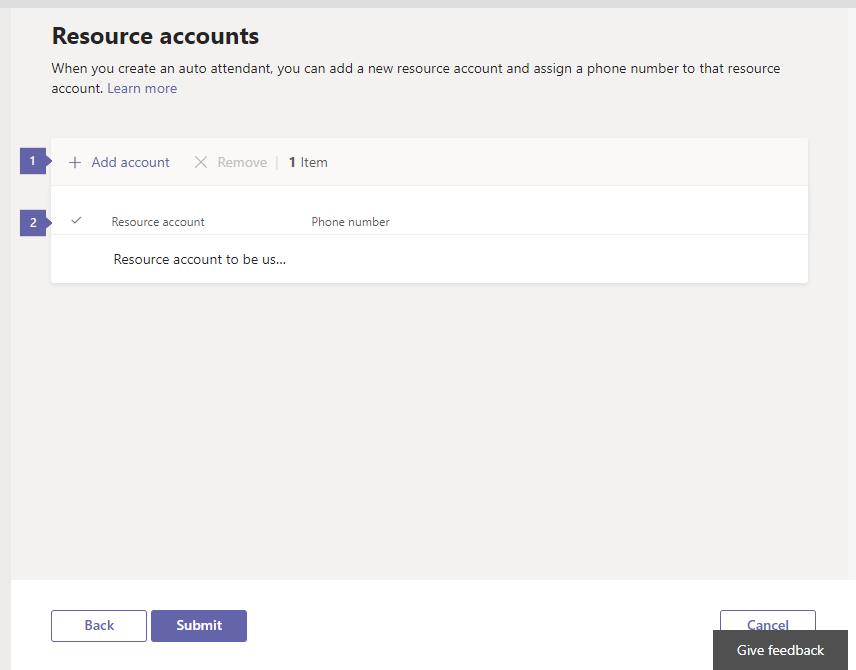 Resource accounts
When you create an auto attendant, you can add a new resource account and assign a phone number to that resource
account. Learn more
1 Add account Remove 1 Item
2 Resource account Phone number
Resource account to be us...
Back Submit Cancel
Give feedback